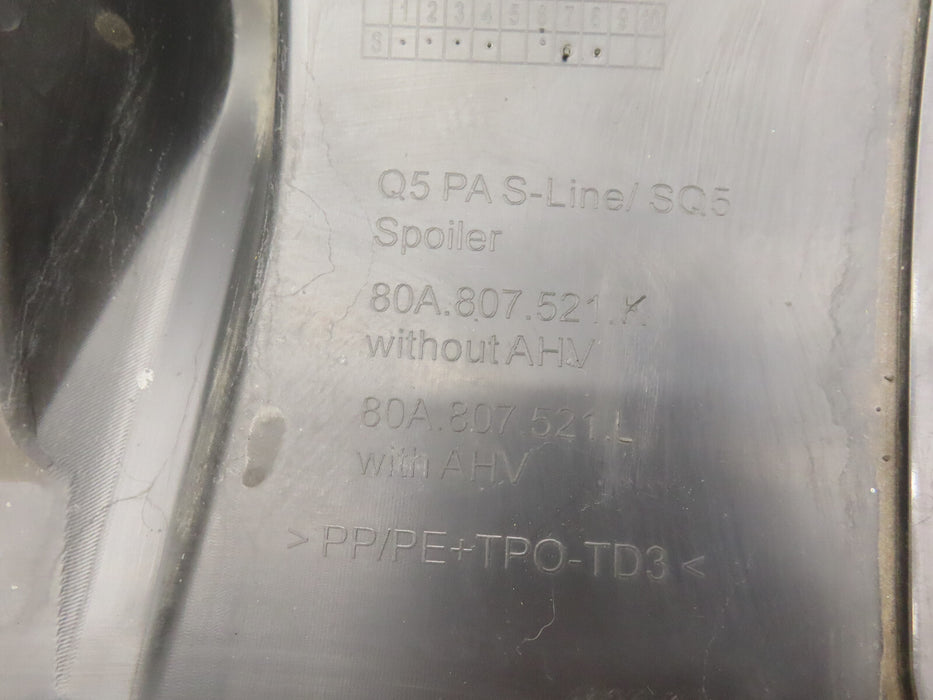 1 2 3 4 5 6 7 8 9 10
S
Q5 PA S-Line/ SQ5
Spoiler
80A.807.521.K
without AHV
80A.807.521.L
with AHV
> PP/PE+TPO-TD3 <